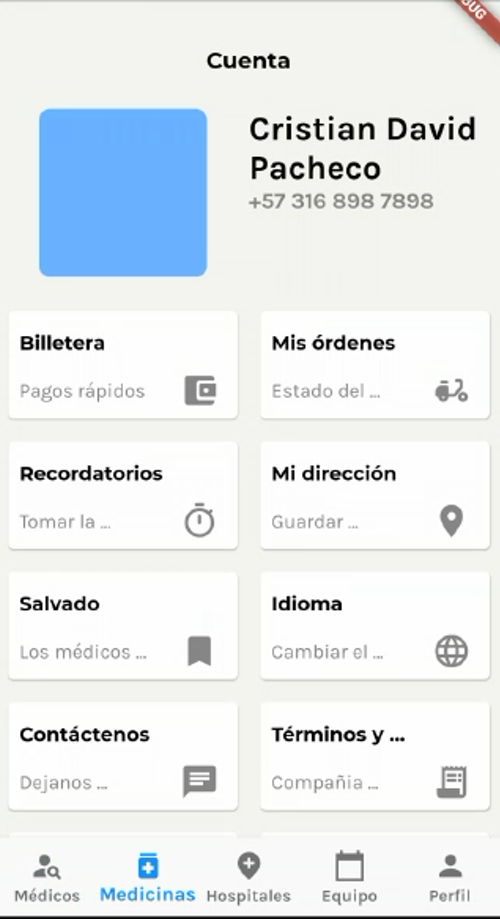 Cuenta
Cristian David
Pacheco
+57 316 898 7898
Billetera
Pagos rápidos
Mis órdenes
Estado del ...
Recordatorios
Tomar la ...
Mi dirección
Guardar ...
Salvado
Los médicos ...
Idioma
Cambiar el ...
Contáctenos
Dejanos ...
Términos y ...
Compañia ...
Médicos
Medicinas
Hospitales
Equipo
Perfil